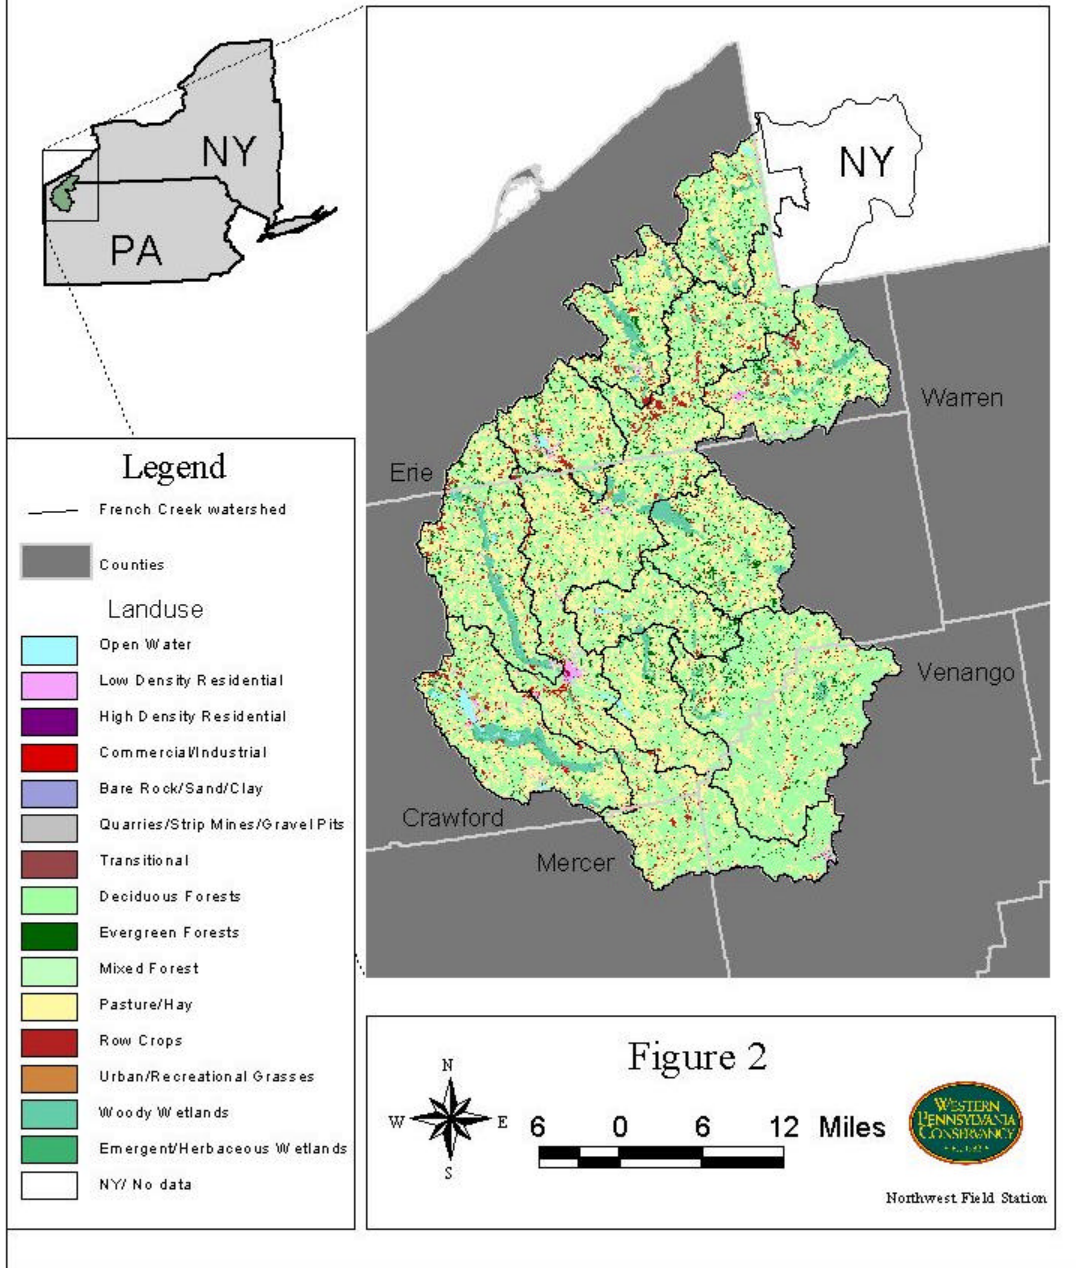 NY
PA
NY
Warren
Erie
Venango
Crawford
Mercer
Legend
French Creek watershed
Counties
Landuse
Open Water
Low Density Residential
High Density Residential
Commercial/Industrial
Bare Rock/Sand/Clay
Quarries/Strip Mines/Gravel Pits
Transitional
Deciduous Forests
Evergreen Forests
Mixed Forest
Pasture/Hay
Row Crops
Urban/Recreational Grasses
Woody Wetlands
Emergent/Herbaceous Wetlands
NY/ No data
Figure 2
N
W E
S
6 0 6 12 Miles
WESTERN
PENNSYLVANIA
CONSERVANCY
Northwest Field Station